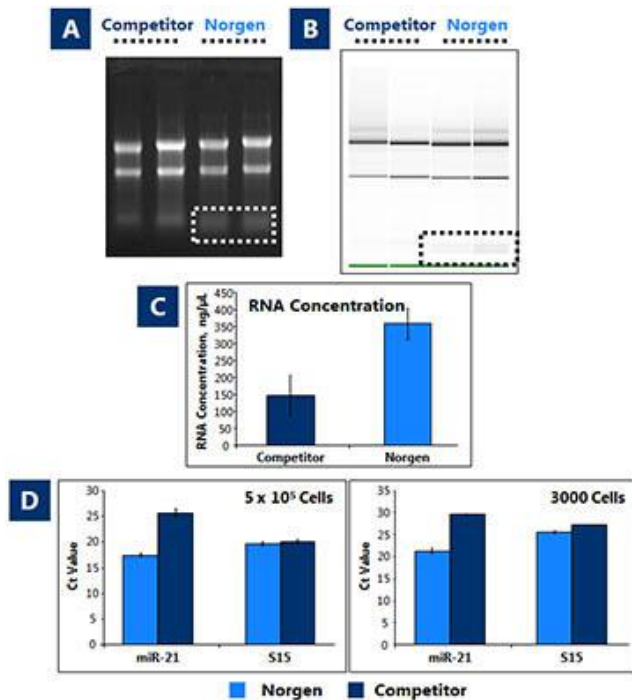 A
Competitor Norgen
B
Competitor Norgen
C
RNA Concentration
RNA Concentration, ng/µL
450
400
350
300
250
200
150
100
50
0
Competitor Norgen
D
5 x 10⁵ Cells
Ct Value
30
25
20
15
10
5
0
miR-21 S15
3000 Cells
Ct Value
35
30
25
20
15
10
5
0
miR-21 S15
Norgen Competitor